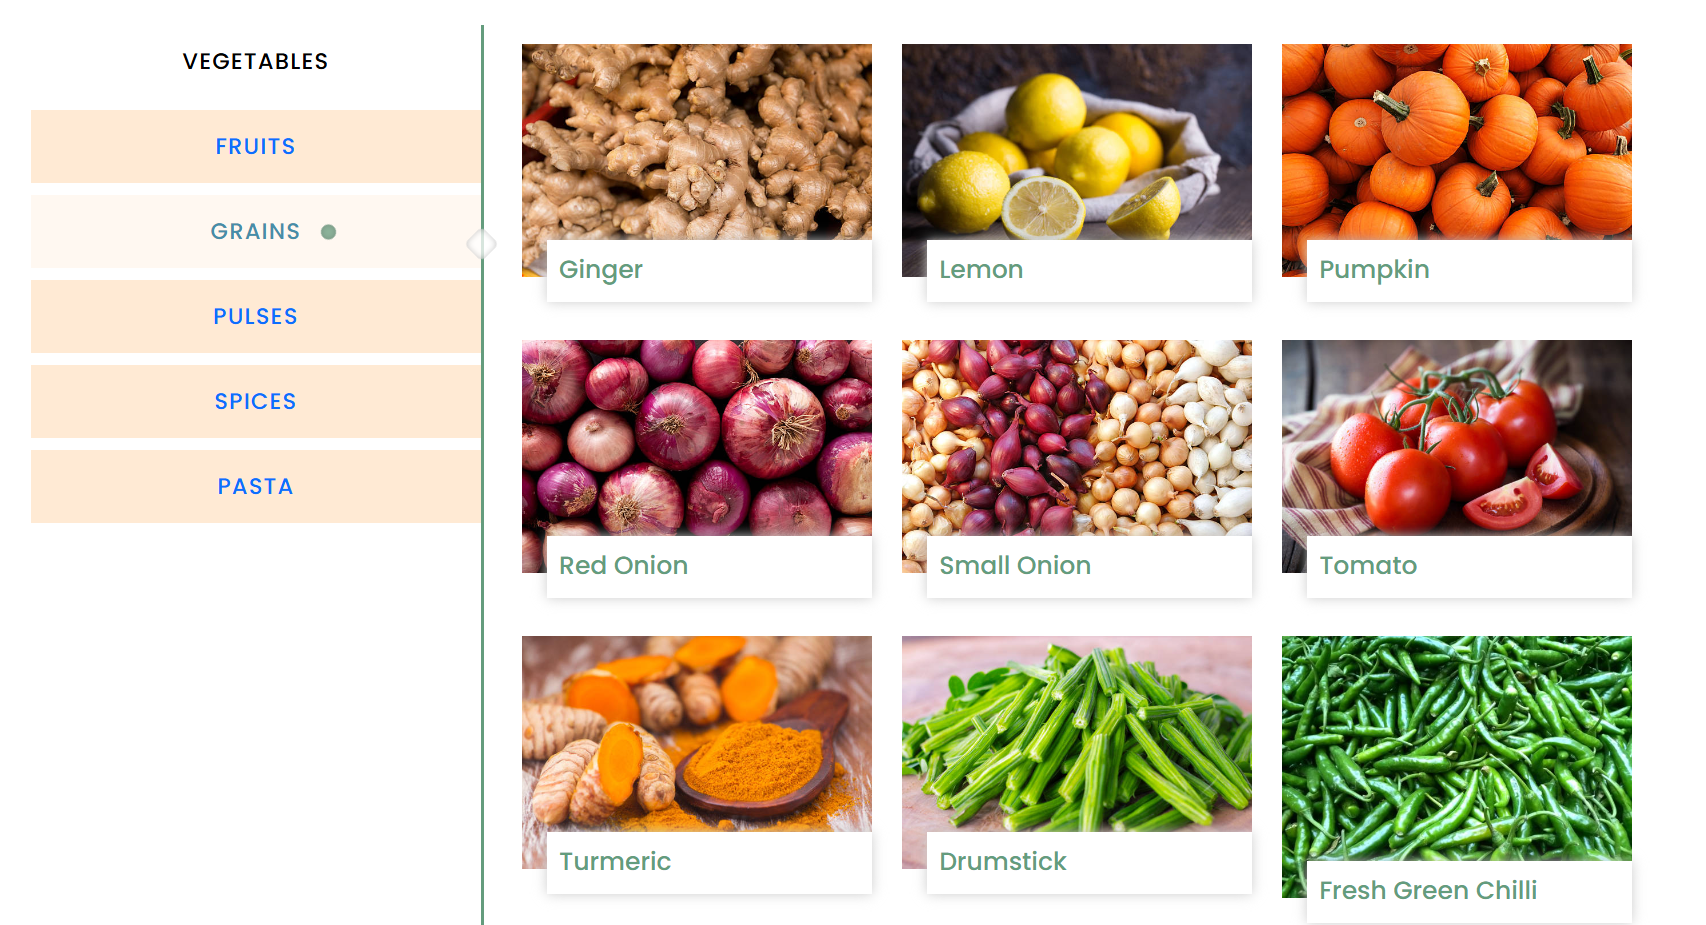 VEGETABLES
FRUITS
GRAINS
PULSES
SPICES
PASTA
Ginger
Lemon
Pumpkin
Red Onion
Small Onion
Tomato
Turmeric
Drumstick
Fresh Green Chilli